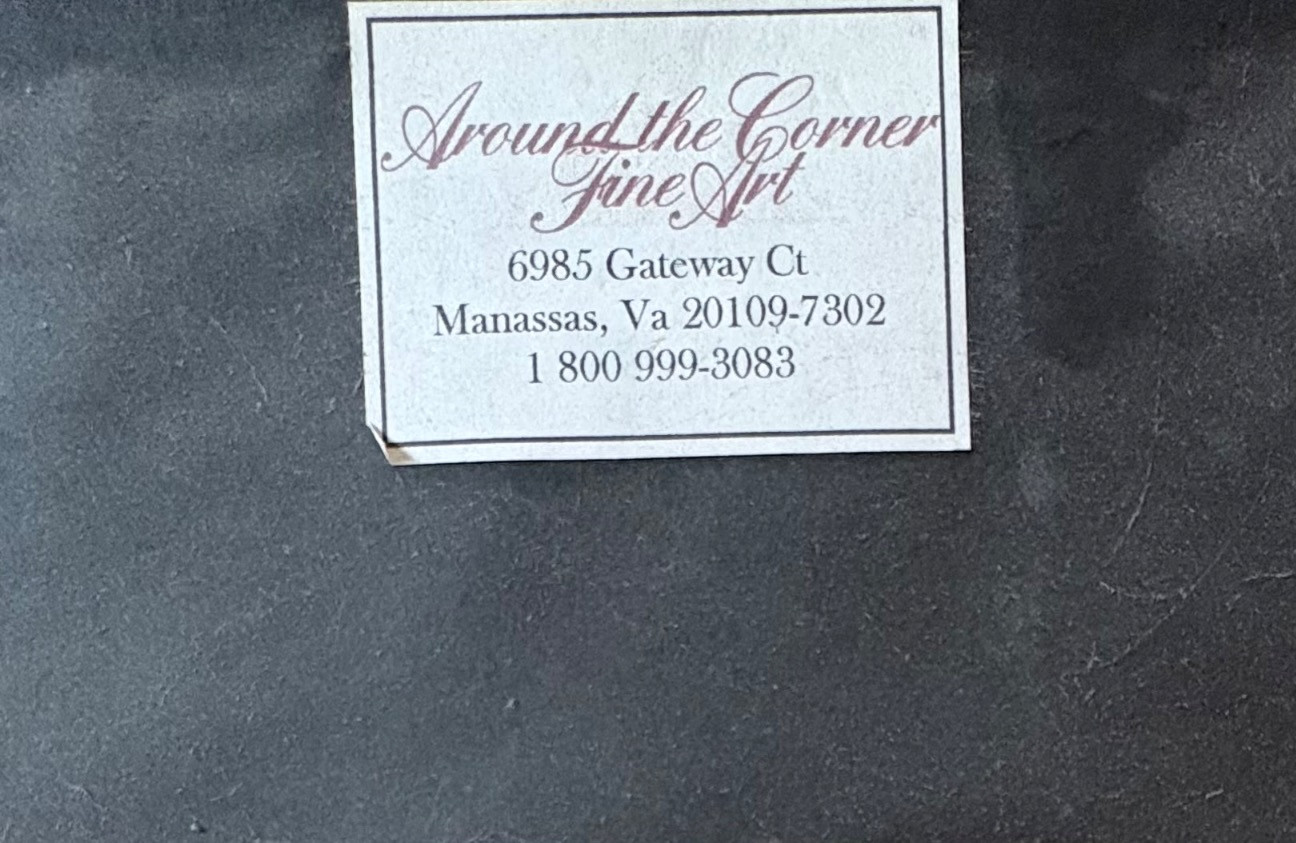 Around the Corner
Fine Art
6985 Gateway Ct
Manassas, Va 20109-7302
1 800 999-3083